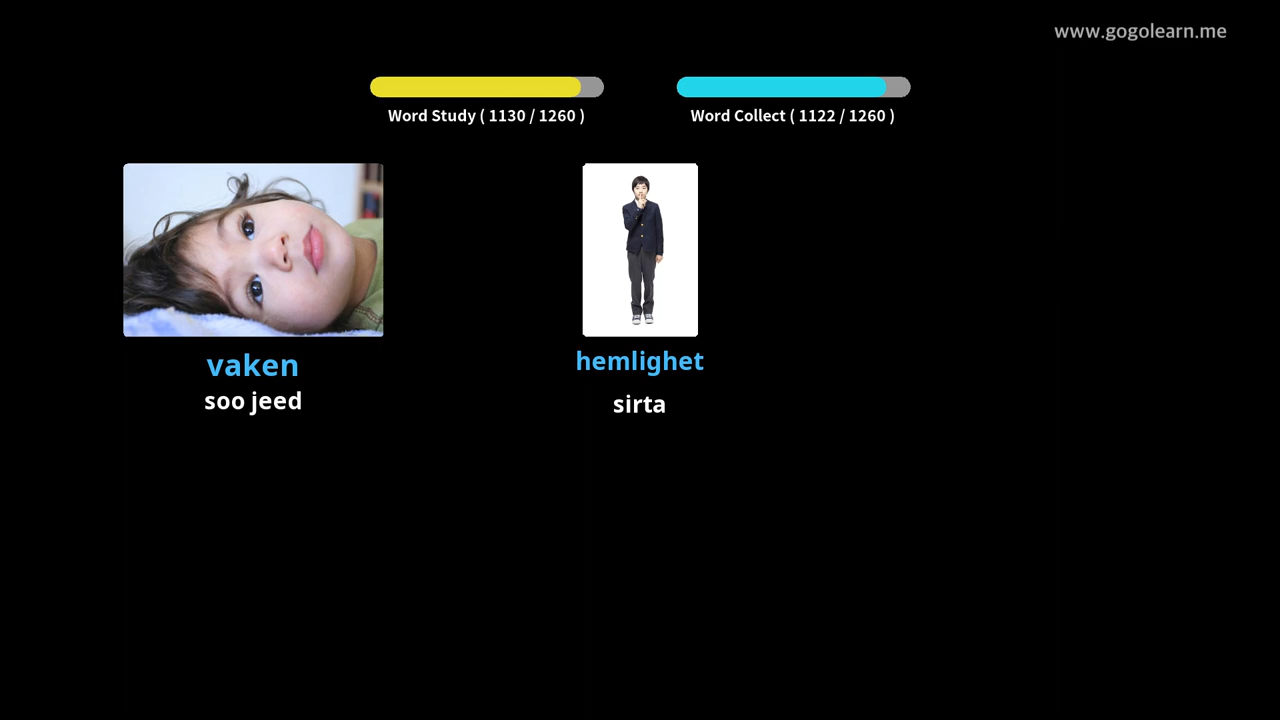 www.gogolearn.me
Word Study ( 1130 / 1260 )
Word Collect ( 1122 / 1260 )
vaken
soo jeed
hemlighet
sirta